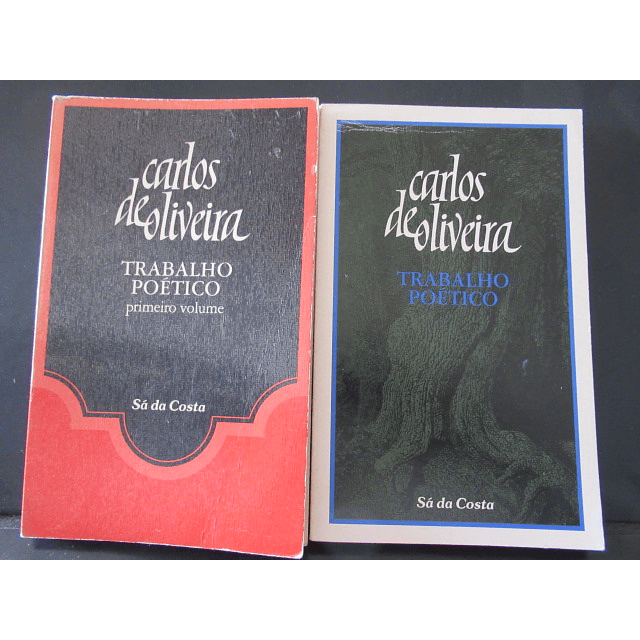 carlos
de oliveira
TRABALHO
POÉTICO
primeiro volume
Sá da Costa
carlos
de oliveira
TRABALHO
POÉTICO
Sá da Costa